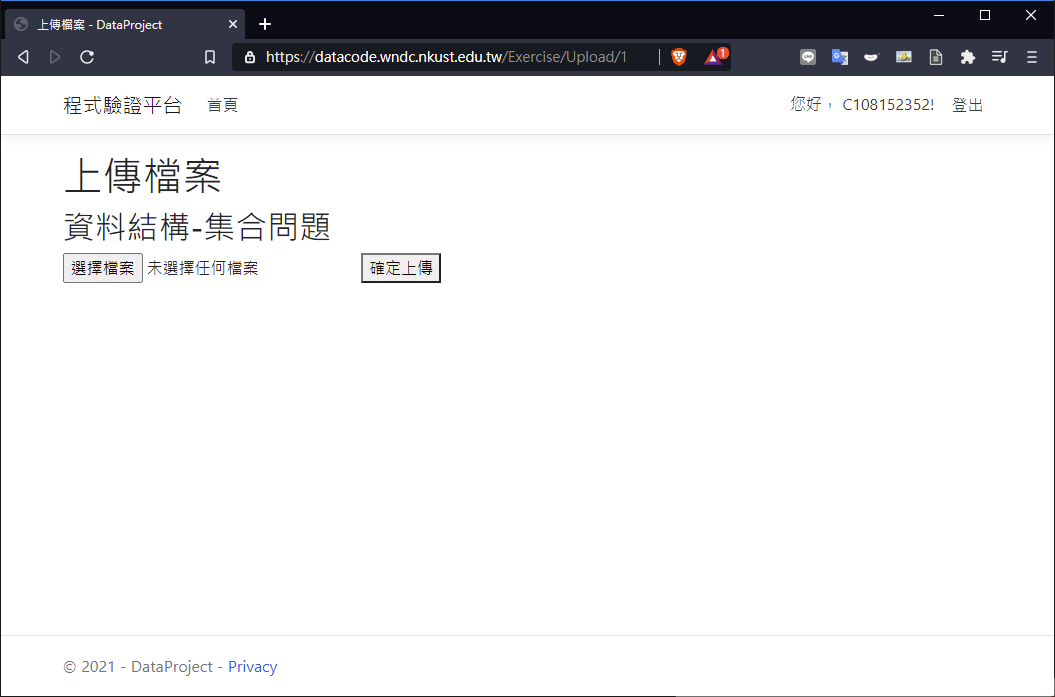 上傳檔案 - DataProject
https://datacode.wndc.nkust.edu.tw/Exercise/Upload/1
1
程式驗證平台 首頁 您好， C108152352! 登出
上傳檔案
資料結構-集合問題
選擇檔案 未選擇任何檔案 確定上傳
© 2021 - DataProject - Privacy